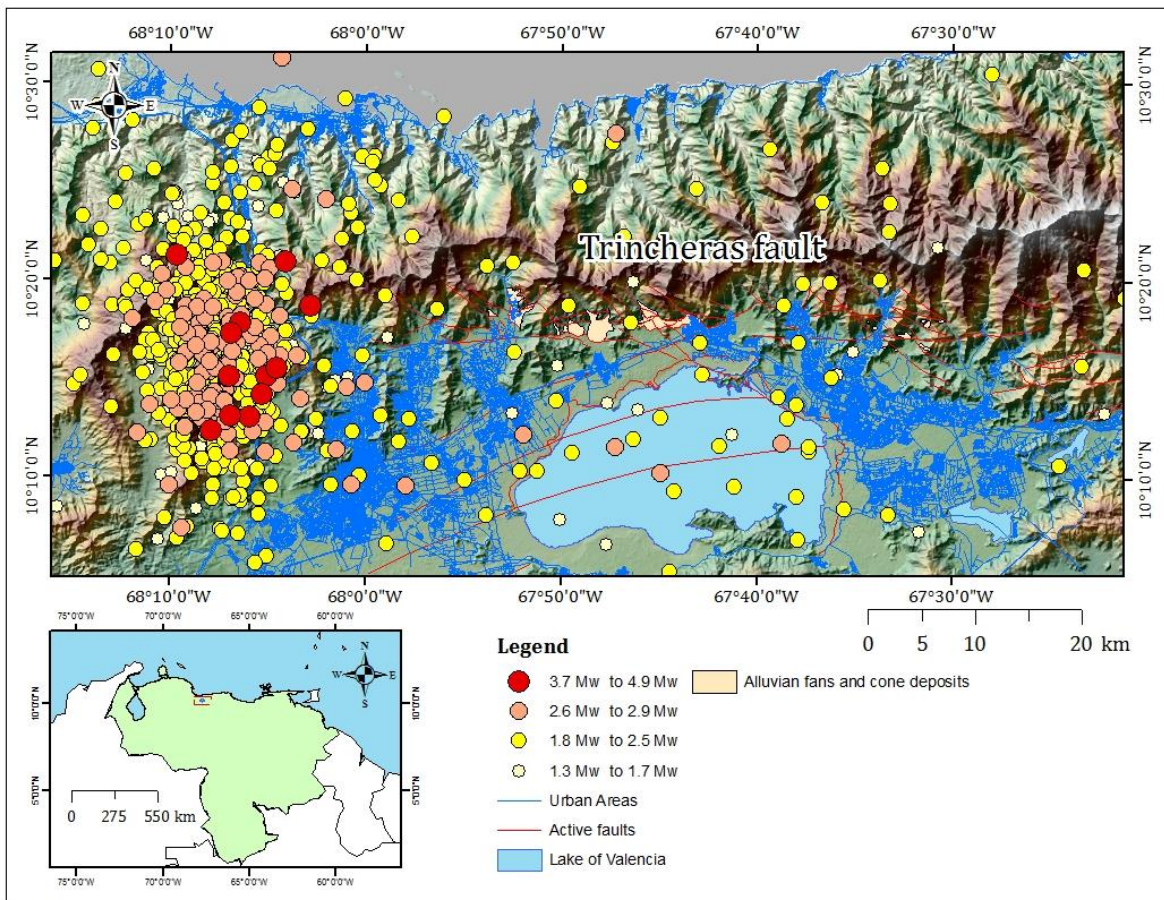 68°10'0"W 68°0'0"W 67°50'0"W 67°40'0"W 67°30'0"W
10°30'0"N
10°30'0"N
N
W E
S
Trincheras fault
10°20'0"N
10°20'0"N
10°10'0"N
10°10'0"N
68°10'0"W 68°0'0"W 67°50'0"W 67°40'0"W 67°30'0"W
0 5 10 20 km
75°0'0"W 70°0'0"W 65°0'0"W 60°0'0"W
N
W E
S
10°0'0"N
10°0'0"N
5°0'0"N
5°0'0"N
0 275 550 km
75°0'0"W 70°0'0"W 65°0'0"W 60°0'0"W
Legend
3.7 Mw to 4.9 Mw
2.6 Mw to 2.9 Mw
1.8 Mw to 2.5 Mw
1.3 Mw to 1.7 Mw
Urban Areas
Active faults
Lake of Valencia
Alluvian fans and cone deposits